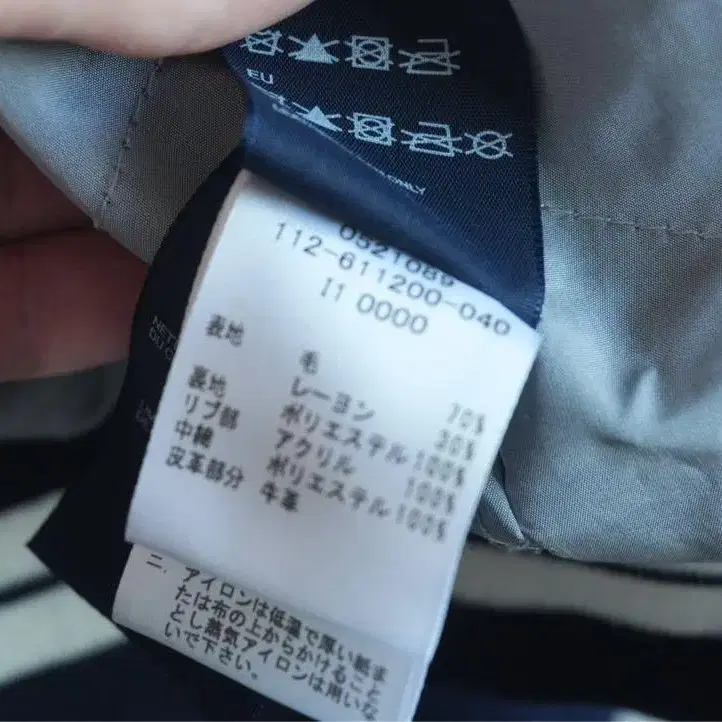 EU
ONLY
0521089
112-611200-040
I1 0000
表地 毛 70%
レーヨン 30%
裏地 ポリエステル 100%
リブ部 アクリル 100%
中綿 ポリエステル 100%
皮革部分 牛革
二. アイロンは低温で厚い紙ま
たは布の上からかけること
とし蒸気アイロンは用いな
いで下さい。